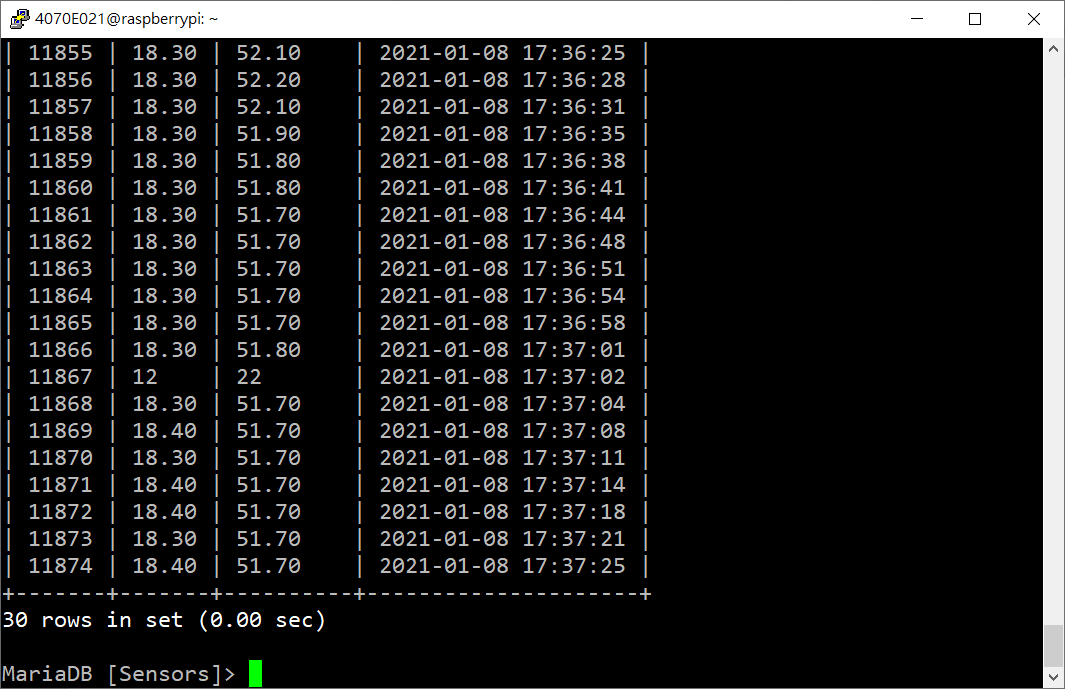 4070E021@raspberrypi: ~
| 11855 | 18.30 | 52.10    | 2021-01-08 17:36:25 |
| 11856 | 18.30 | 52.20    | 2021-01-08 17:36:28 |
| 11857 | 18.30 | 52.10    | 2021-01-08 17:36:31 |
| 11858 | 18.30 | 51.90    | 2021-01-08 17:36:35 |
| 11859 | 18.30 | 51.80    | 2021-01-08 17:36:38 |
| 11860 | 18.30 | 51.80    | 2021-01-08 17:36:41 |
| 11861 | 18.30 | 51.70    | 2021-01-08 17:36:44 |
| 11862 | 18.30 | 51.70    | 2021-01-08 17:36:48 |
| 11863 | 18.30 | 51.70    | 2021-01-08 17:36:51 |
| 11864 | 18.30 | 51.70    | 2021-01-08 17:36:54 |
| 11865 | 18.30 | 51.70    | 2021-01-08 17:36:58 |
| 11866 | 18.30 | 51.80    | 2021-01-08 17:37:01 |
| 11867 | 12    | 22       | 2021-01-08 17:37:02 |
| 11868 | 18.30 | 51.70    | 2021-01-08 17:37:04 |
| 11869 | 18.40 | 51.70    | 2021-01-08 17:37:08 |
| 11870 | 18.30 | 51.70    | 2021-01-08 17:37:11 |
| 11871 | 18.40 | 51.70    | 2021-01-08 17:37:14 |
| 11872 | 18.40 | 51.70    | 2021-01-08 17:37:18 |
| 11873 | 18.30 | 51.70    | 2021-01-08 17:37:21 |
| 11874 | 18.40 | 51.70    | 2021-01-08 17:37:25 |
+-------+-------+----------+---------------------+
30 rows in set (0.00 sec)
MariaDB [Sensors]>